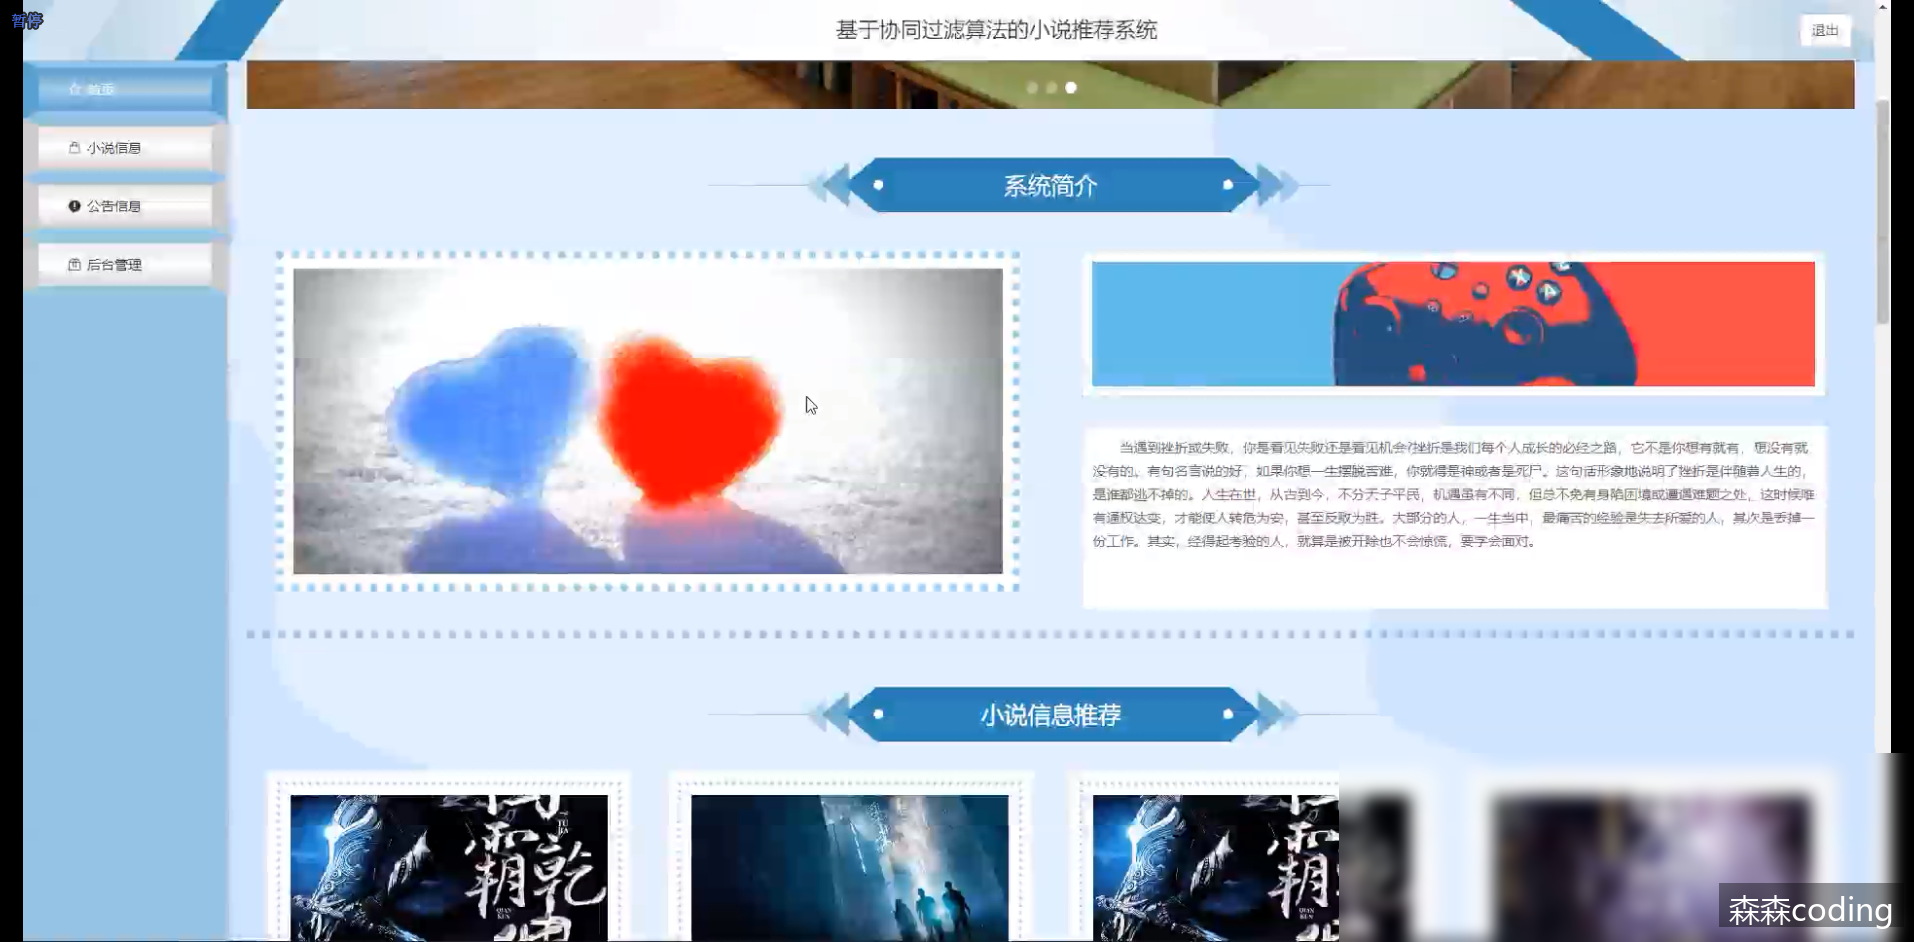 暂停
基于协同过滤算法的小说推荐系统
退出
首页
小说信息
公告信息
后台管理
系统简介
当遇到挫折或失败，你是看见失败还是看见机会?挫折是我们每个人成长的必经之路，它不是你想有就有，想没有就
没有的。有句名言说的好，如果你想一生摆脱苦难，你就得是神或者是死尸。这句话形象地说明了挫折是伴随着人生的，
是谁都逃不掉的。人生在世，从古到今，不分天子平民，机遇虽有不同，但总不免有身陷困境或遭遇难题之处，这时候唯
有通权达变，才能使人转危为安，甚至反败为胜。大部分的人，一生当中，最痛苦的经验是失去所爱的人，其次是丢掉一
份工作。其实，经得起考验的人，就算是被开除也不会惊慌，要学会面对。
小说信息推荐
霸乾
QIAN
KUN
霸
QIAN
KUN
森森coding